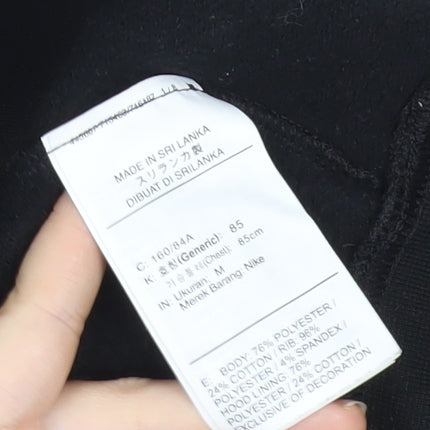 MADE IN SRI LANKA
スリランカ製
DIBUAT DI SRILANKA
C: 160/84A
K: 호칭(Generic): 85
가슴둘레(Chest): 85cm
IN: Ukuran, M
Merek Barang Nike
E. BODY: 76% POLYESTER /
24% COTTON / RIB: 96%
POLYESTER / 4% SPANDEX /
HOOD LINING: 76%
POLYESTER / 24% COTTON /
EXCLUSIVE OF DECORATION